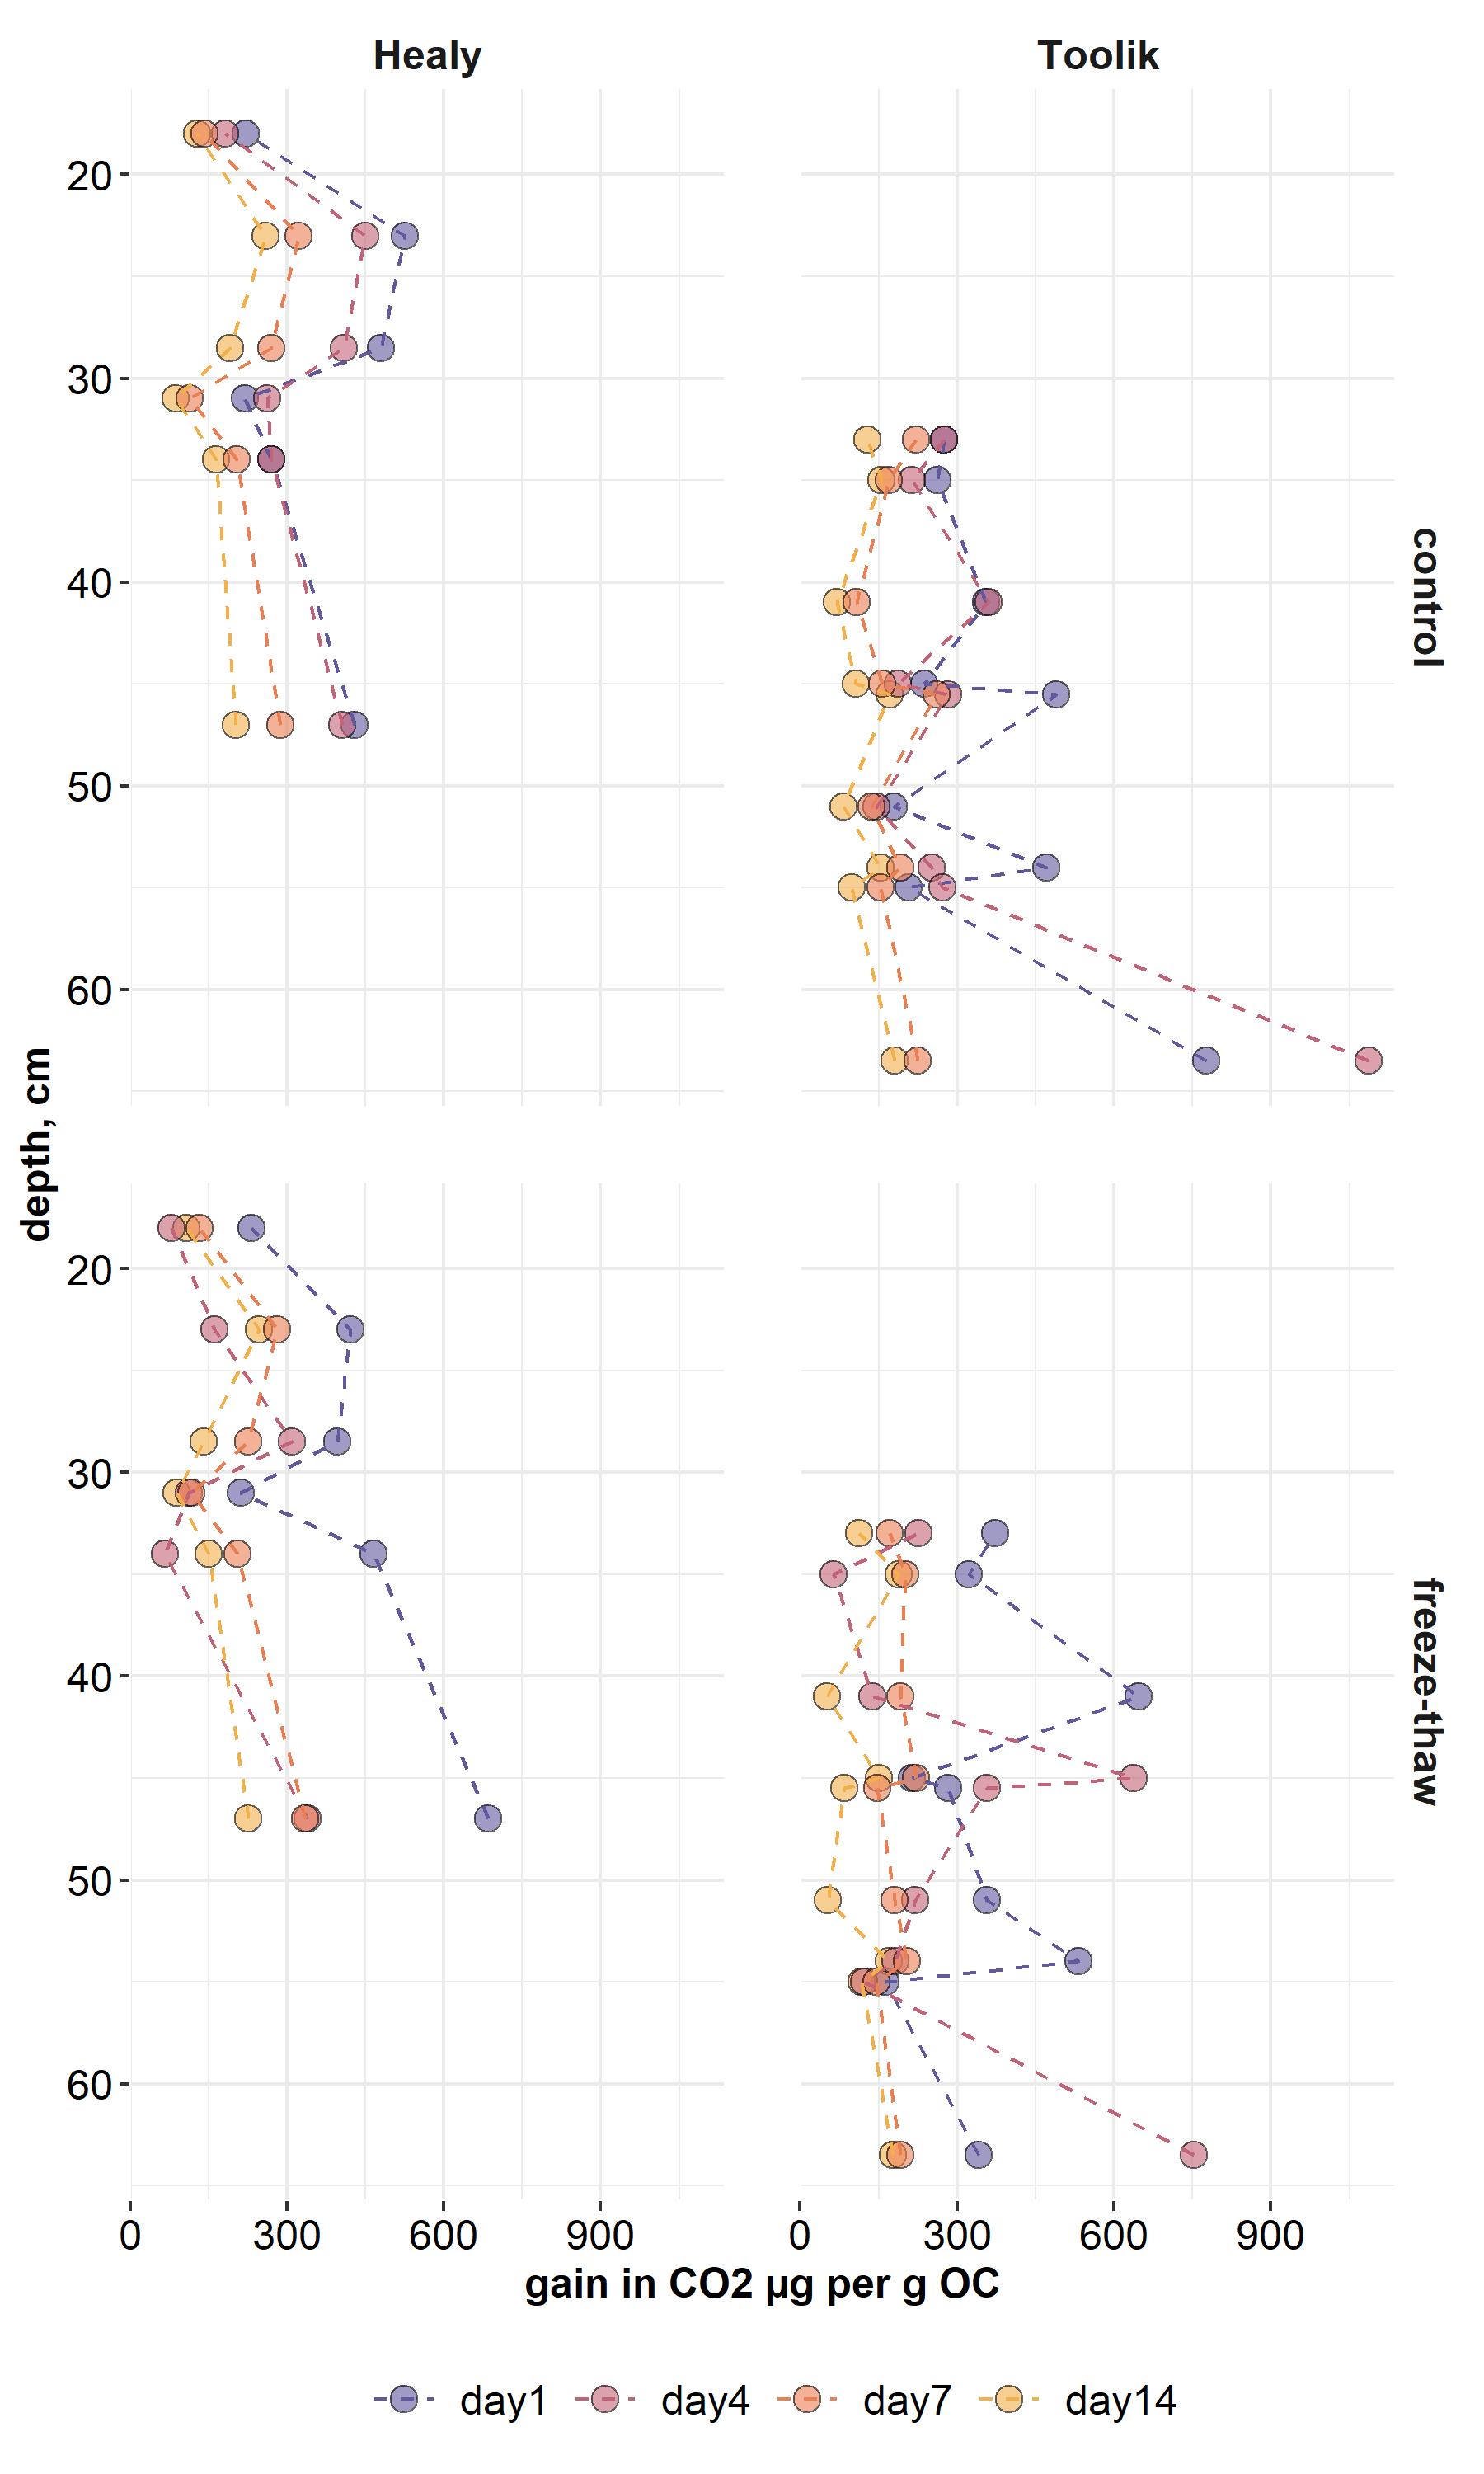 Healy Toolik
20
30
40
50
60
control
depth, cm
20
30
40
50
60
freeze-thaw
0 300 600 900 0 300 600 900
gain in CO2 µg per g OC
day1 day4 day7 day14